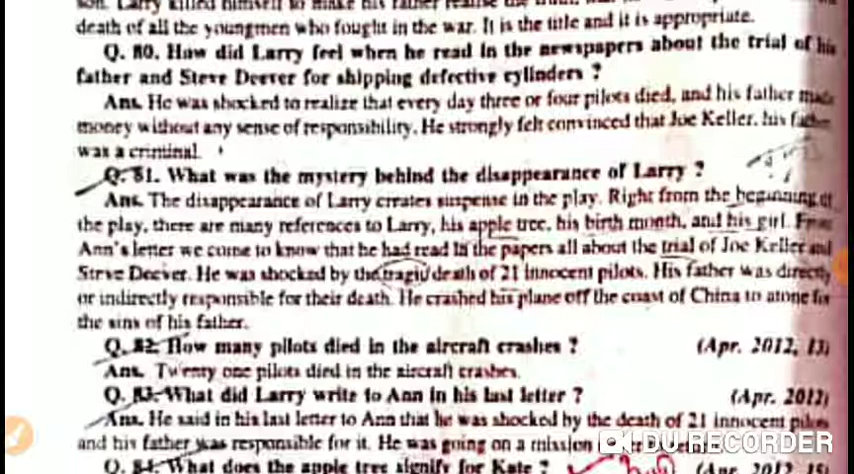 son. Larry killed himself to make his father realise the
death of all the youngmen who fought in the war. It is the title and it is appropriate.
Q. 80. How did Larry feel when he read in the newspapers about the trial of his
father and Steve Deever for shipping defective cylinders ?
Ans. He was shocked to realize that every day three or four pilots died, and his father made
money without any sense of responsibility. He strongly felt convinced that Joe Keller, his father
was a criminal.
Q. 81. What was the mystery behind the disappearance of Larry ?
Ans. The disappearance of Larry creates suspense in the play. Right from the beginning of
the play, there are many references to Larry, his apple tree, his birth month, and his girl. From
Ann's letter we come to know that he had read in the papers all about the trial of Joe Keller and
Steve Deever. He was shocked by the tragic death of 21 innocent pilots. His father was directly
or indirectly responsible for their death. He crashed his plane off the coast of China to atone for
the sins of his father.
Q. 82. How many pilots died in the aircraft crashes ? (Apr. 2012, 13)
Ans. Twenty one pilots died in the aircraft crashes.
Q. 83. What did Larry write to Ann in his last letter ? (Apr. 2012)
Ans. He said in his last letter to Ann that he was shocked by the death of 21 innocent pilots
and his father was responsible for it. He was going on a mission
DU RECORDER
Q. 84. What does the apple tree signify for Kate ? (Apr. 2012,